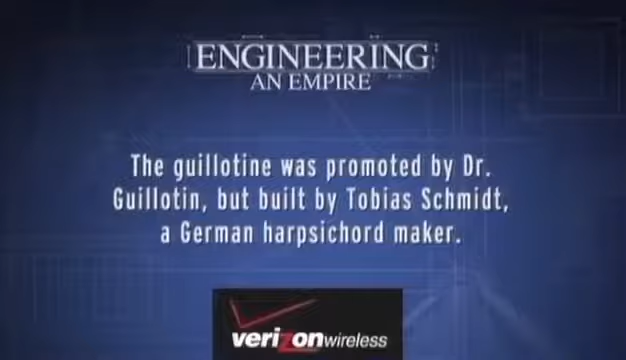 ENGINEERING
AN EMPIRE
The guillotine was promoted by Dr.
Guillotin, but built by Tobias Schmidt,
a German harpsichord maker.
verizonwireless